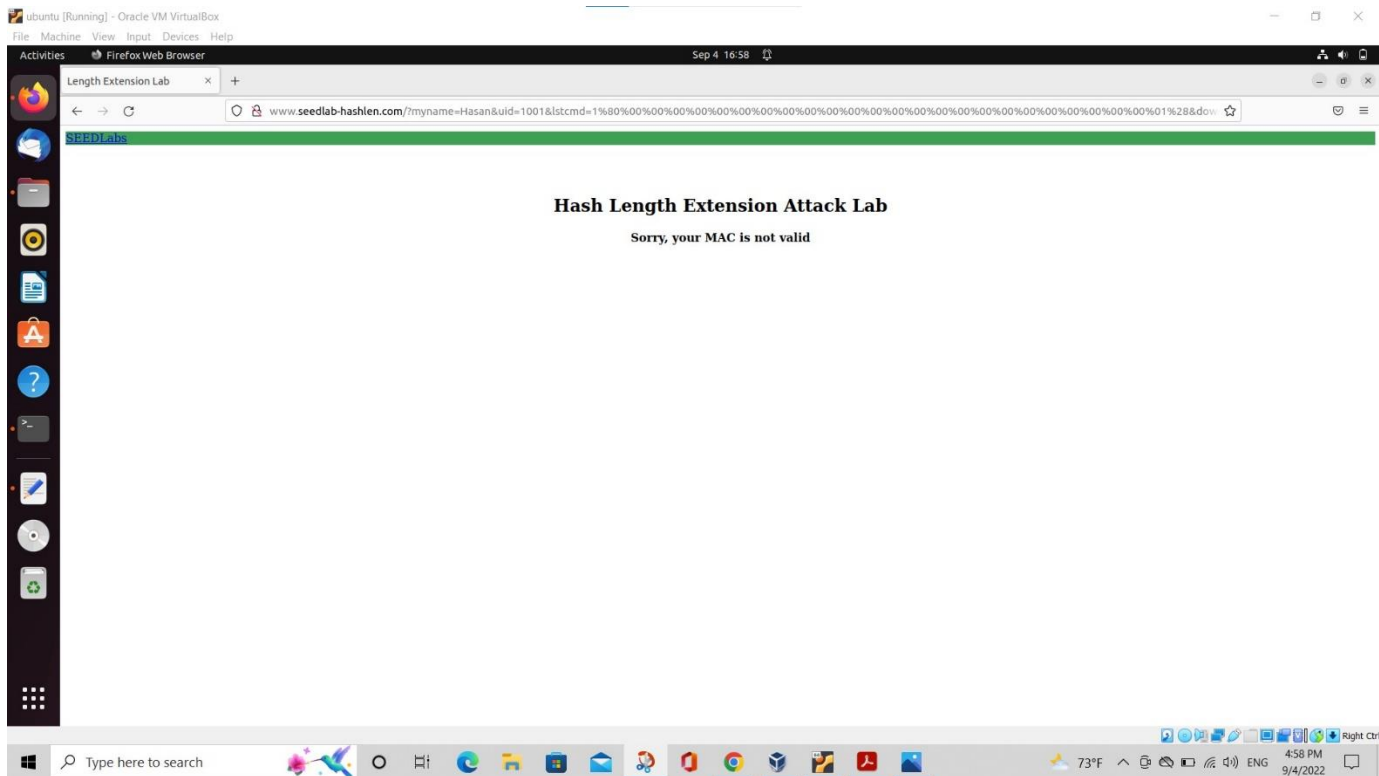 ubuntu [Running] - Oracle VM VirtualBox
File Machine View Input Devices Help
Activities Firefox Web Browser Sep 4 16:58
Length Extension Lab
www.seedlab-hashlen.com/?myname=Hasan&uid=1001&lstcmd=1%80%00%00%00%00%00%00%00%00%00%00%00%00%00%00%00%00%00%00%00%00%00%00%00%00%00%01%28&dow
SEEDLabs
Hash Length Extension Attack Lab
Sorry, your MAC is not valid
Right Ctrl
Type here to search
73°F ENG 4:58 PM
9/4/2022